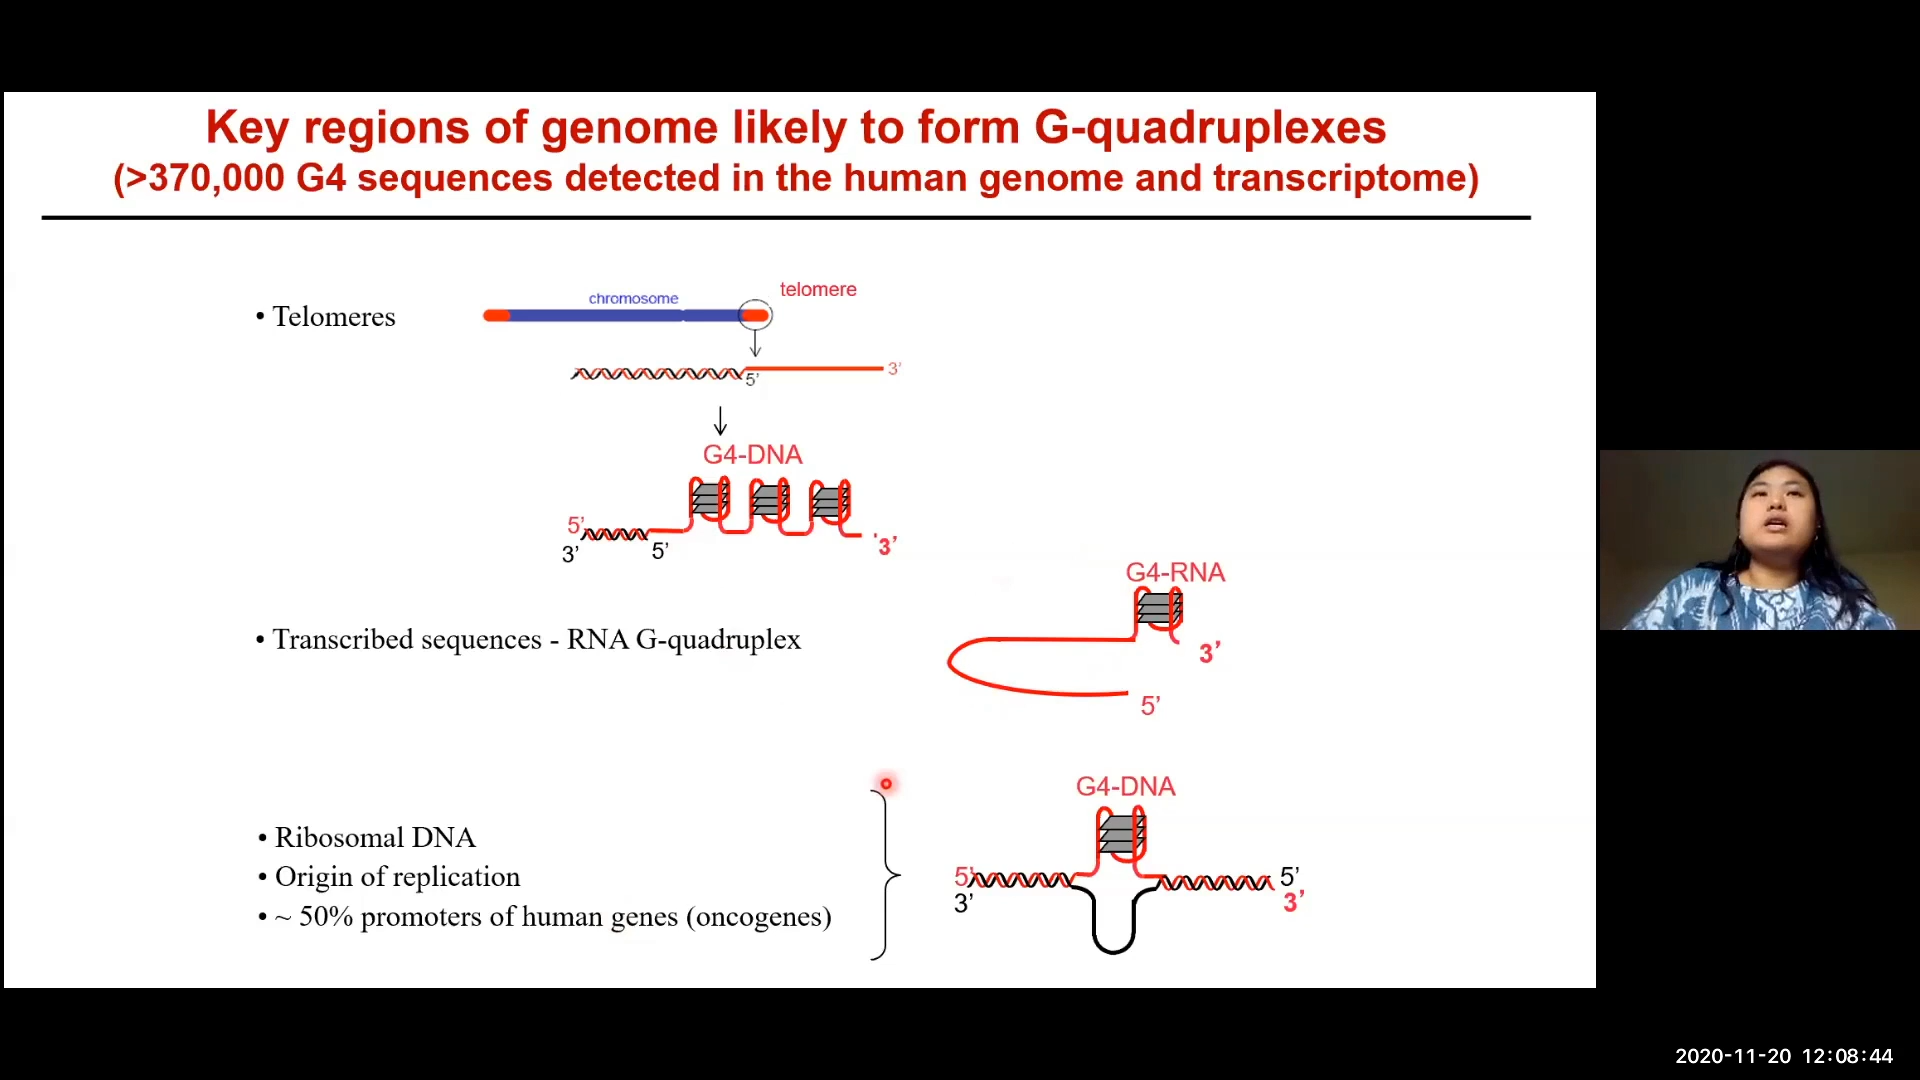 Key regions of genome likely to form G-quadruplexes
(>370,000 G4 sequences detected in the human genome and transcriptome)
• Telomeres
chromosome
telomere
5’
3’
G4-DNA
5’
3’
5’
3’
G4-RNA
• Transcribed sequences - RNA G-quadruplex
3’
5’
G4-DNA
• Ribosomal DNA
• Origin of replication
• ~ 50% promoters of human genes (oncogenes)
5’
3’
5’
3’
2020-11-20 12:08:44